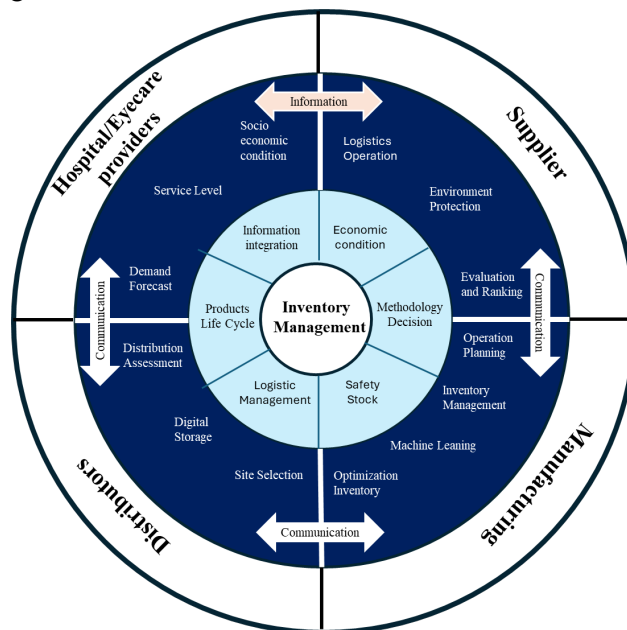 Hospital/Eyecare
providers
Supplier
Information
Socio
economic
condition
Logistics
Operation
Service Level
Environment
Protection
Information
integration
Economic
condition
Demand
Forecast
Communication
Evaluation
and Ranking
Communication
Products
Life Cycle
Inventory
Management
Methodology
Decision
Distribution
Assessment
Operation
Planning
Logistic
Management
Safety
Stock
Inventory
Management
Digital
Storage
Machine Leaning
Site Selection
Optimization
Inventory
Communication
Distributors
Manufacturing